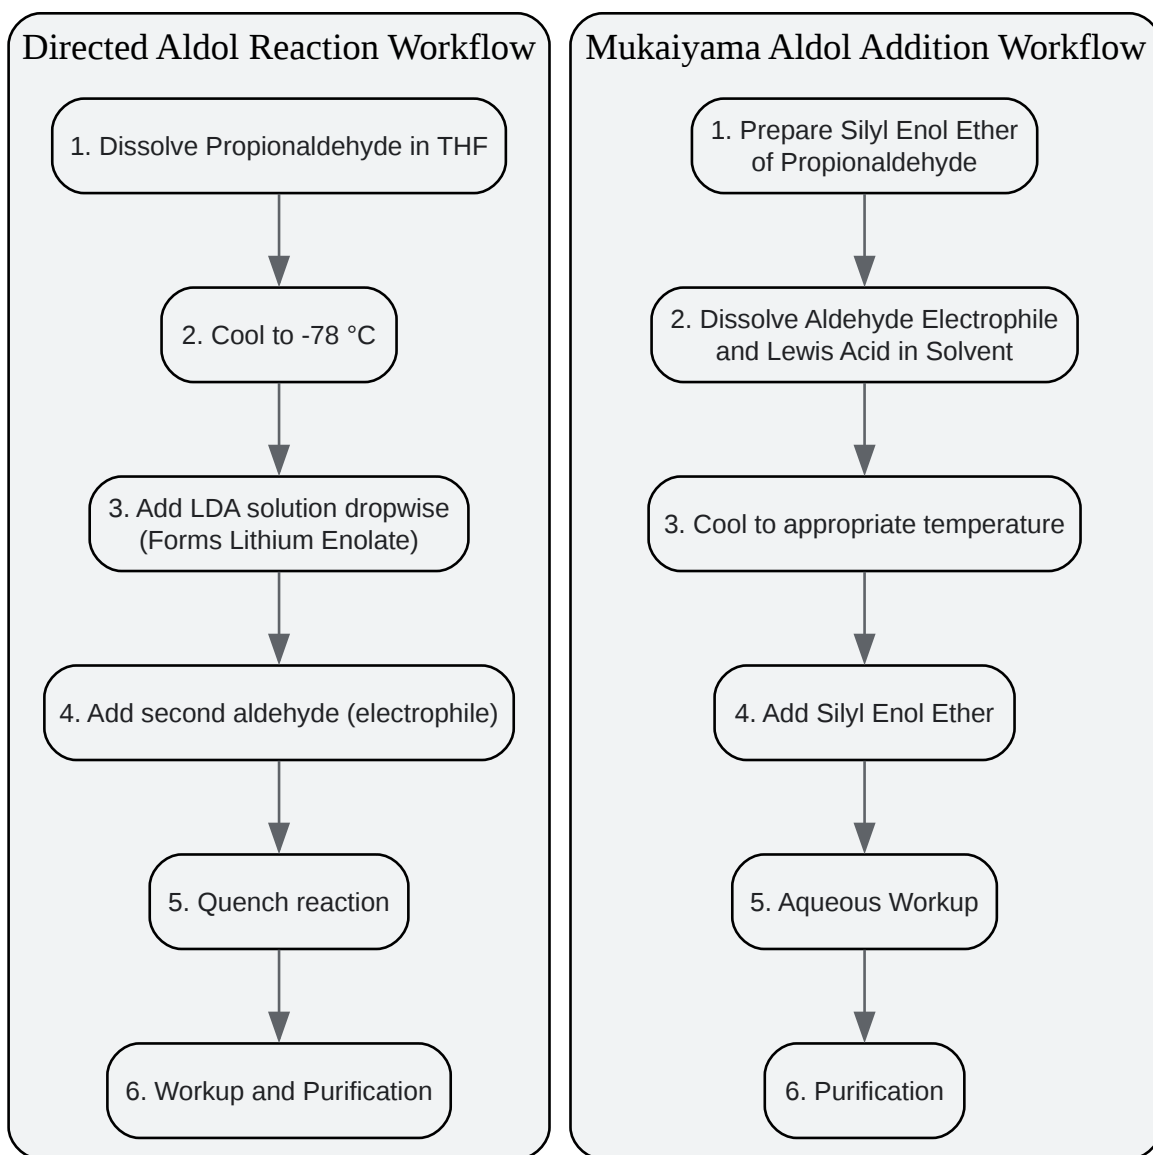 Directed Aldol Reaction Workflow
1. Dissolve Propionaldehyde in THF
2. Cool to -78 °C
3. Add LDA solution dropwise
(Forms Lithium Enolate)
4. Add second aldehyde (electrophile)
5. Quench reaction
6. Workup and Purification
Mukaiyama Aldol Addition Workflow
1. Prepare Silyl Enol Ether
of Propionaldehyde
2. Dissolve Aldehyde Electrophile
and Lewis Acid in Solvent
3. Cool to appropriate temperature
4. Add Silyl Enol Ether
5. Aqueous Workup
6. Purification